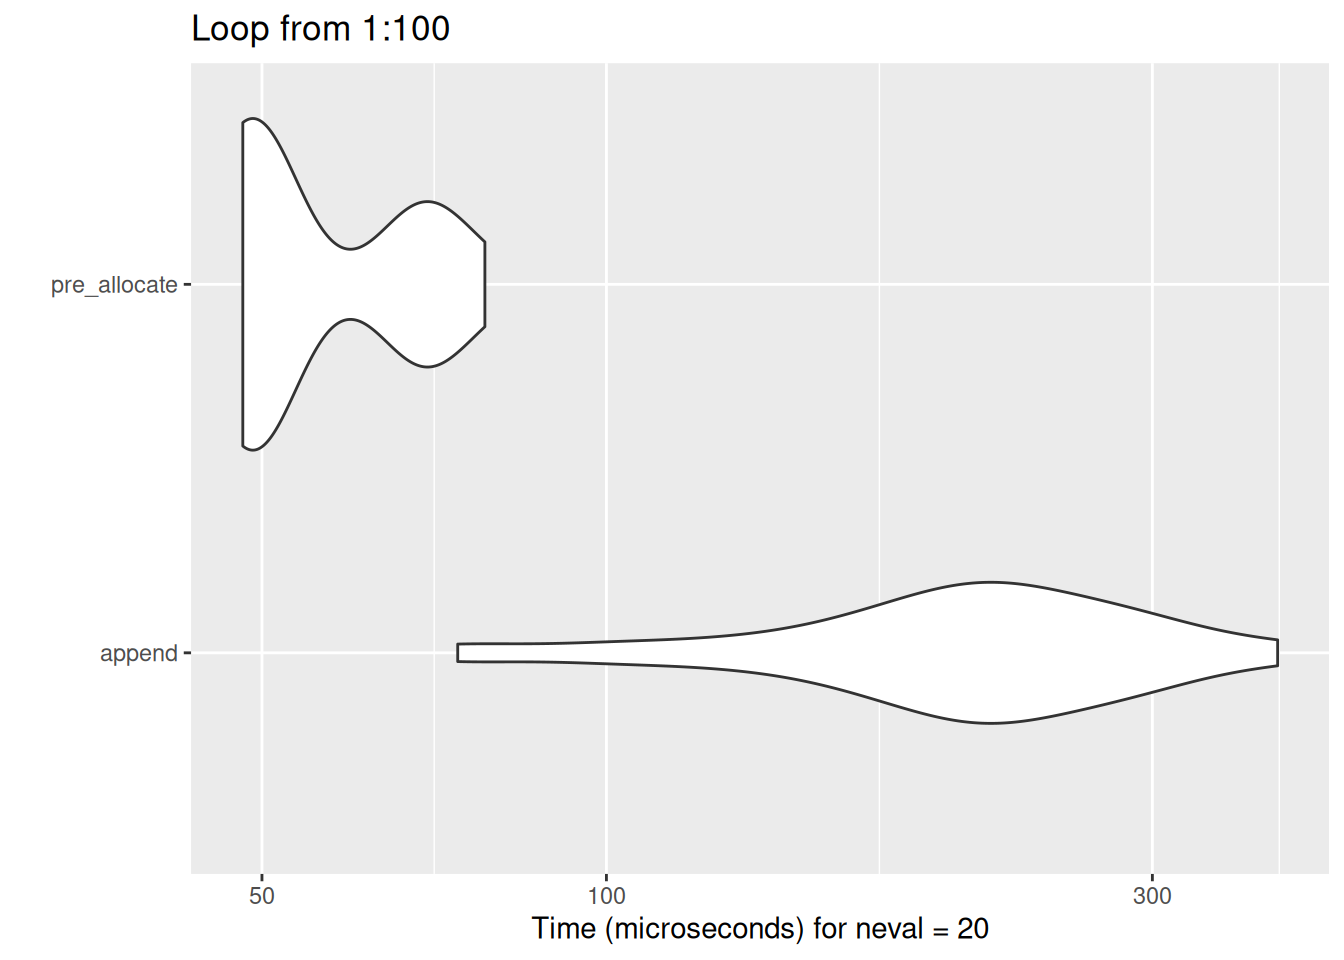 Loop from 1:100
pre_allocate
append
50
100
300
Time (microseconds) for neval = 20